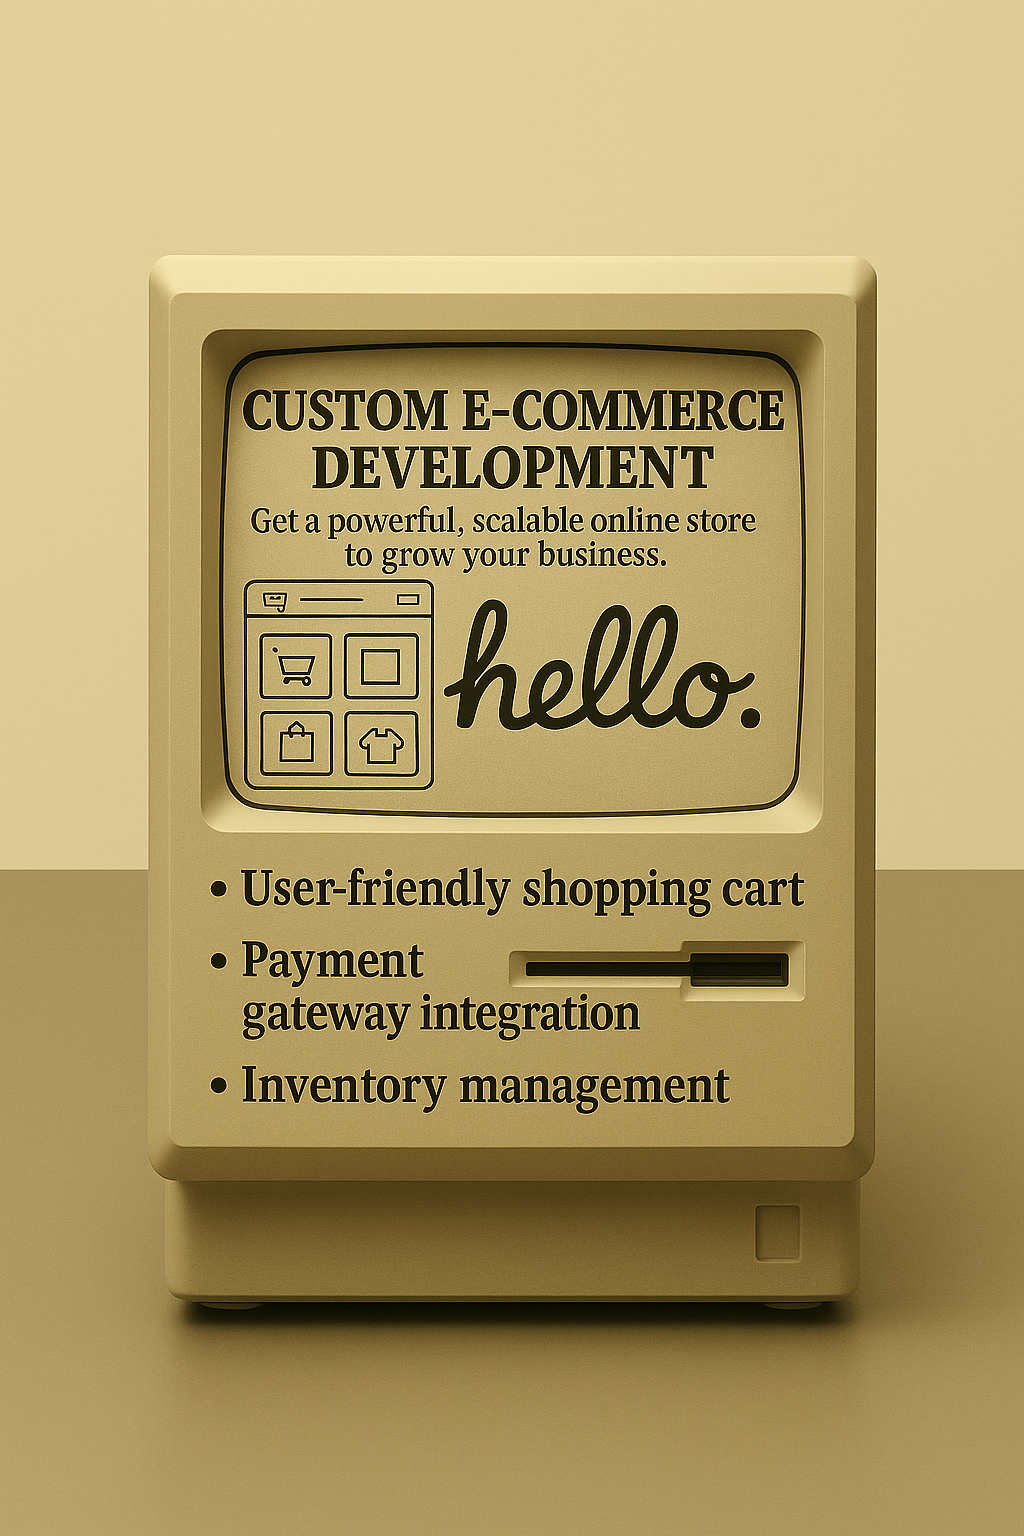 CUSTOM E-COMMERCE
DEVELOPMENT
Get a powerful, scalable online store
to grow your business.
hello.
• User-friendly shopping cart
• Payment
gateway integration
• Inventory management